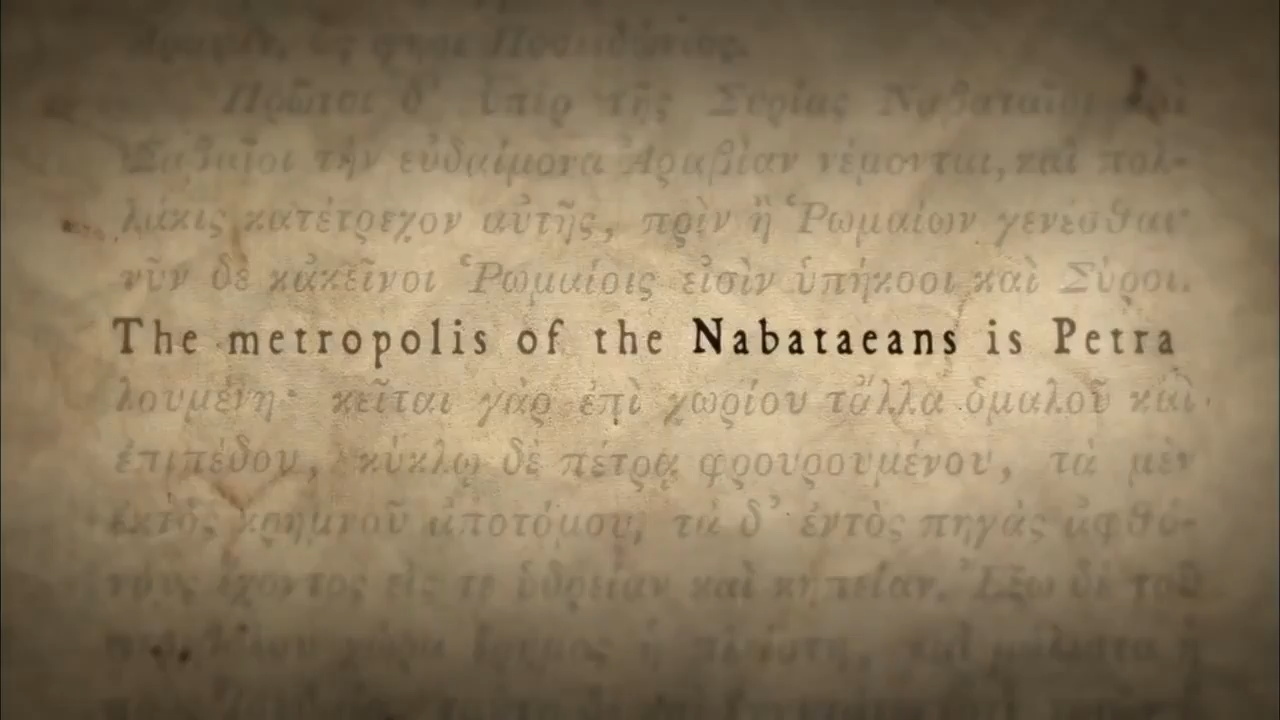 Πρῶτοι δ' ὑπὲρ τῆς Συρίας Ναβαταῖοι καὶ
Σαβαῖοι τὴν εὐδαίμονα Ἀραβίαν νέμονται, καὶ πολ-
λάκις κατέτρεχον αὐτῆς, πρὶν ἢ Ῥωμαίων γενέσθαι·
νῦν δὲ κἀκεῖνοι Ῥωμαίοις εἰσὶν ὑπήκοοι καὶ Σύροι.
The metropolis of the Nabataeans is Petra
λουμένη· κεῖται γὰρ ἐπὶ χωρίου τἆλλα ὁμαλοῦ καὶ
ἐπιπέδου, κύκλῳ δὲ πέτρᾳ φρουρουμένου, τὰ μὲν
ἐκτὸς κρημνοῦ ἀποτόμου, τὰ δ' ἐντὸς πηγὰς ἀφθό-
νους ἔχοντος εἴς τε ὑδρείαν καὶ κηπείαν. Ἔξω δὲ τοῦ